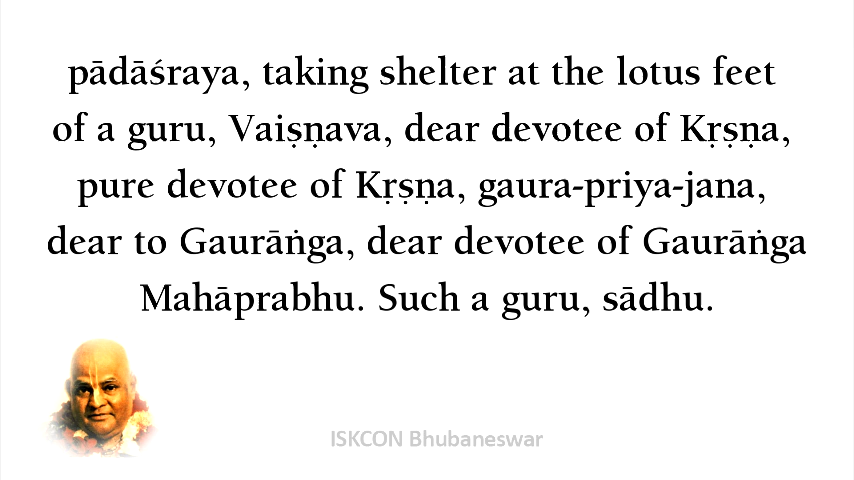 pādāśraya, taking shelter at the lotus feet
of a guru, Vaiṣṇava, dear devotee of Kṛṣṇa,
pure devotee of Kṛṣṇa, gaura-priya-jana,
dear to Gaurāṅga, dear devotee of Gaurāṅga
Mahāprabhu. Such a guru, sādhu.
ISKCON Bhubaneswar